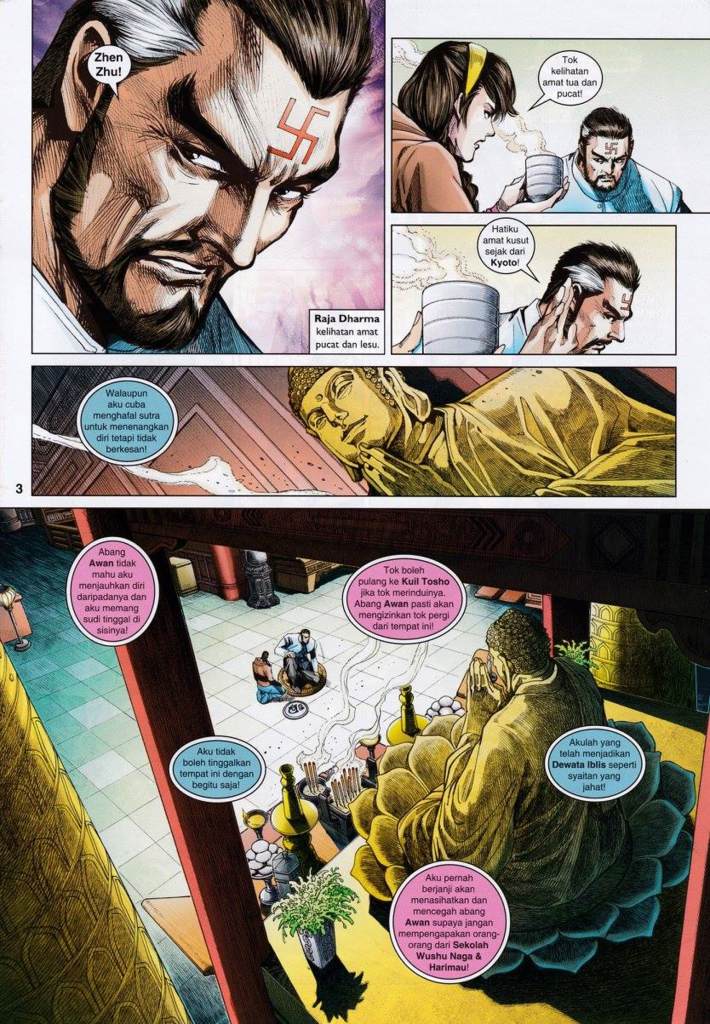 Zhen
Zhu!
Raja Dharma
kelihatan amat
pucat dan lesu.
Tok
kelihatan
amat tua dan
pucat!
Hatiku
amat kusut
sejak dari
Kyoto!
Walaupun
aku cuba
menghafal sutra
untuk menenangkan
diri tetapi tidak
berkesan!
3
Abang
Awan tidak
mahu aku
menjauhkan diri
daripadanya dan
aku memang
sudi tinggal di
sisinya!
Tok boleh
pulang ke Kuil Tosho
jika tok merinduinya.
Abang Awan pasti akan
mengizinkan tok pergi
dari tempat ini!
Aku tidak
boleh tinggalkan
tempat ini dengan
begitu saja!
Akulah yang
telah menjadikan
Dewata Iblis seperti
syaitan yang
jahat!
Aku pernah
berjanji akan
menasihatkan dan
mencegah abang
Awan supaya jangan
mempengapakan orang-
orang dari Sekolah
Wushu Naga &
Harimau!